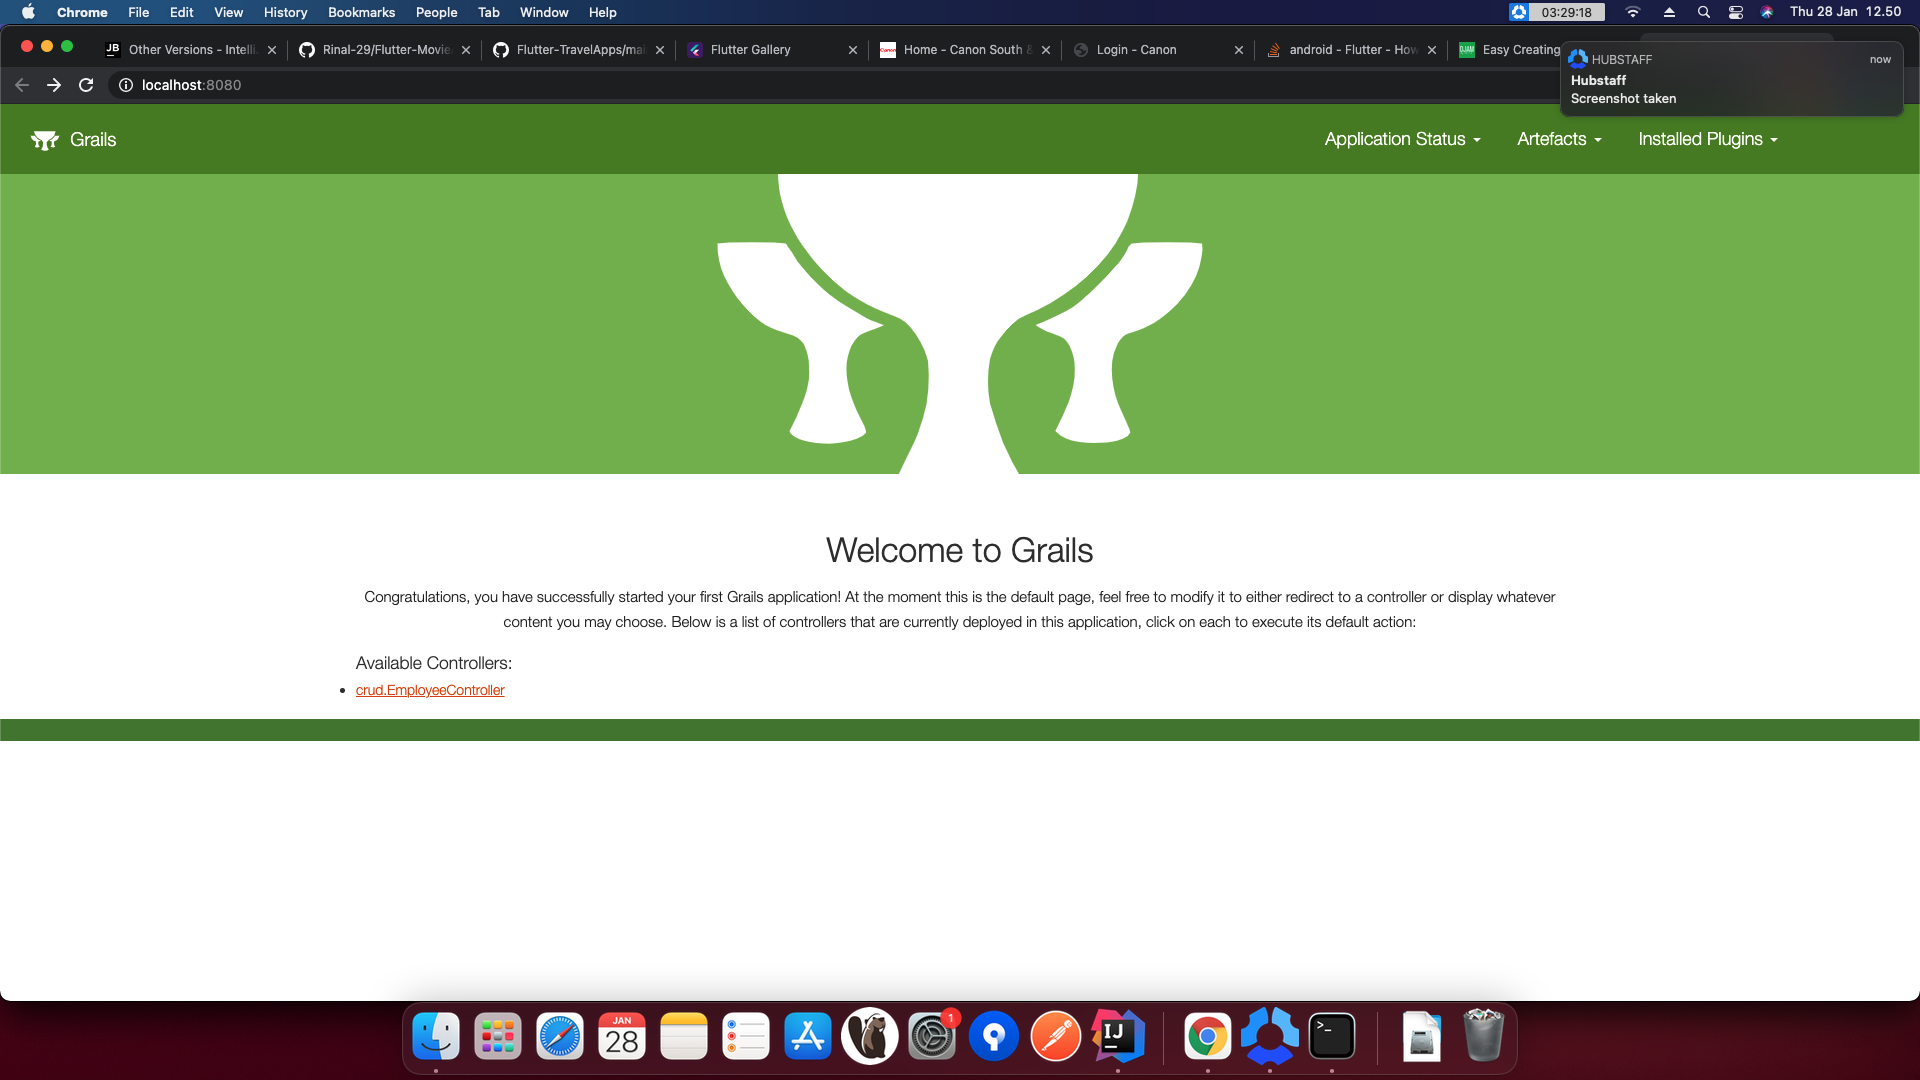 Chrome File Edit View History Bookmarks People Tab Window Help 03:29:18 Thu 28 Jan 12.50
JB Other Versions - Intelli Rinal-29/Flutter-Movie Flutter-TravelApps/mai Flutter Gallery Canon Home - Canon South & Login - Canon android - Flutter - How OJAM Easy Creating
HUBSTAFF now
Hubstaff
Screenshot taken
localhost:8080
Grails Application Status Artefacts Installed Plugins
Welcome to Grails
Congratulations, you have successfully started your first Grails application! At the moment this is the default page, feel free to modify it to either redirect to a controller or display whatever
content you may choose. Below is a list of controllers that are currently deployed in this application, click on each to execute its default action:
Available Controllers:
• crud.EmployeeController
JAN
28
1
IJ
>_